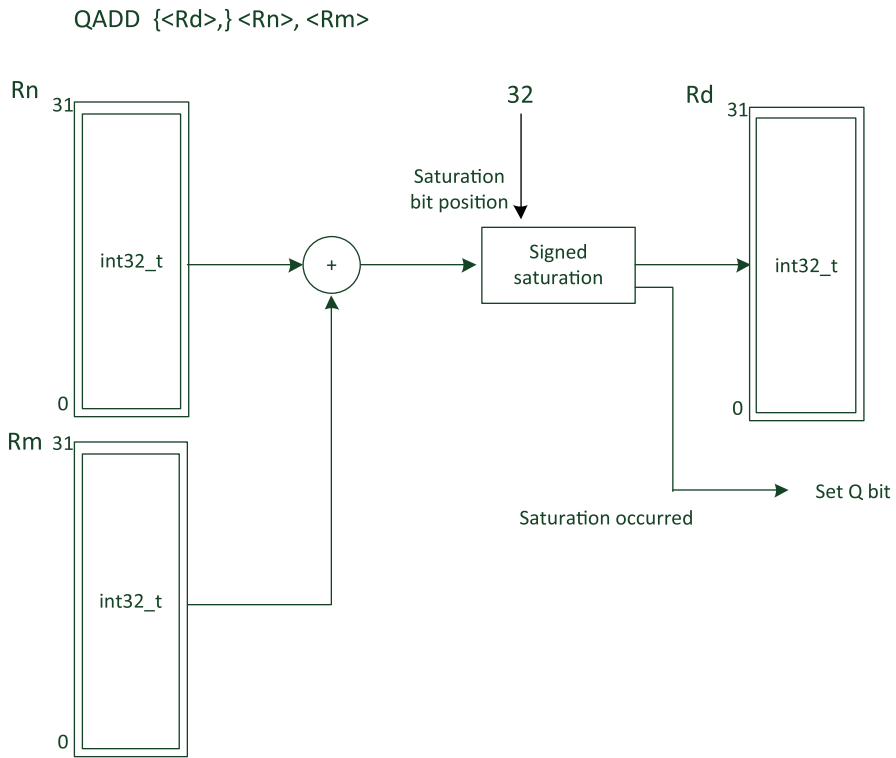 QADD {<Rd>,} <Rn>, <Rm>
Rn
31
int32_t
0
32
Saturation
bit position
+
Signed
saturation
Rd
31
int32_t
0
Rm
31
int32_t
0
Saturation occurred
Set Q bit